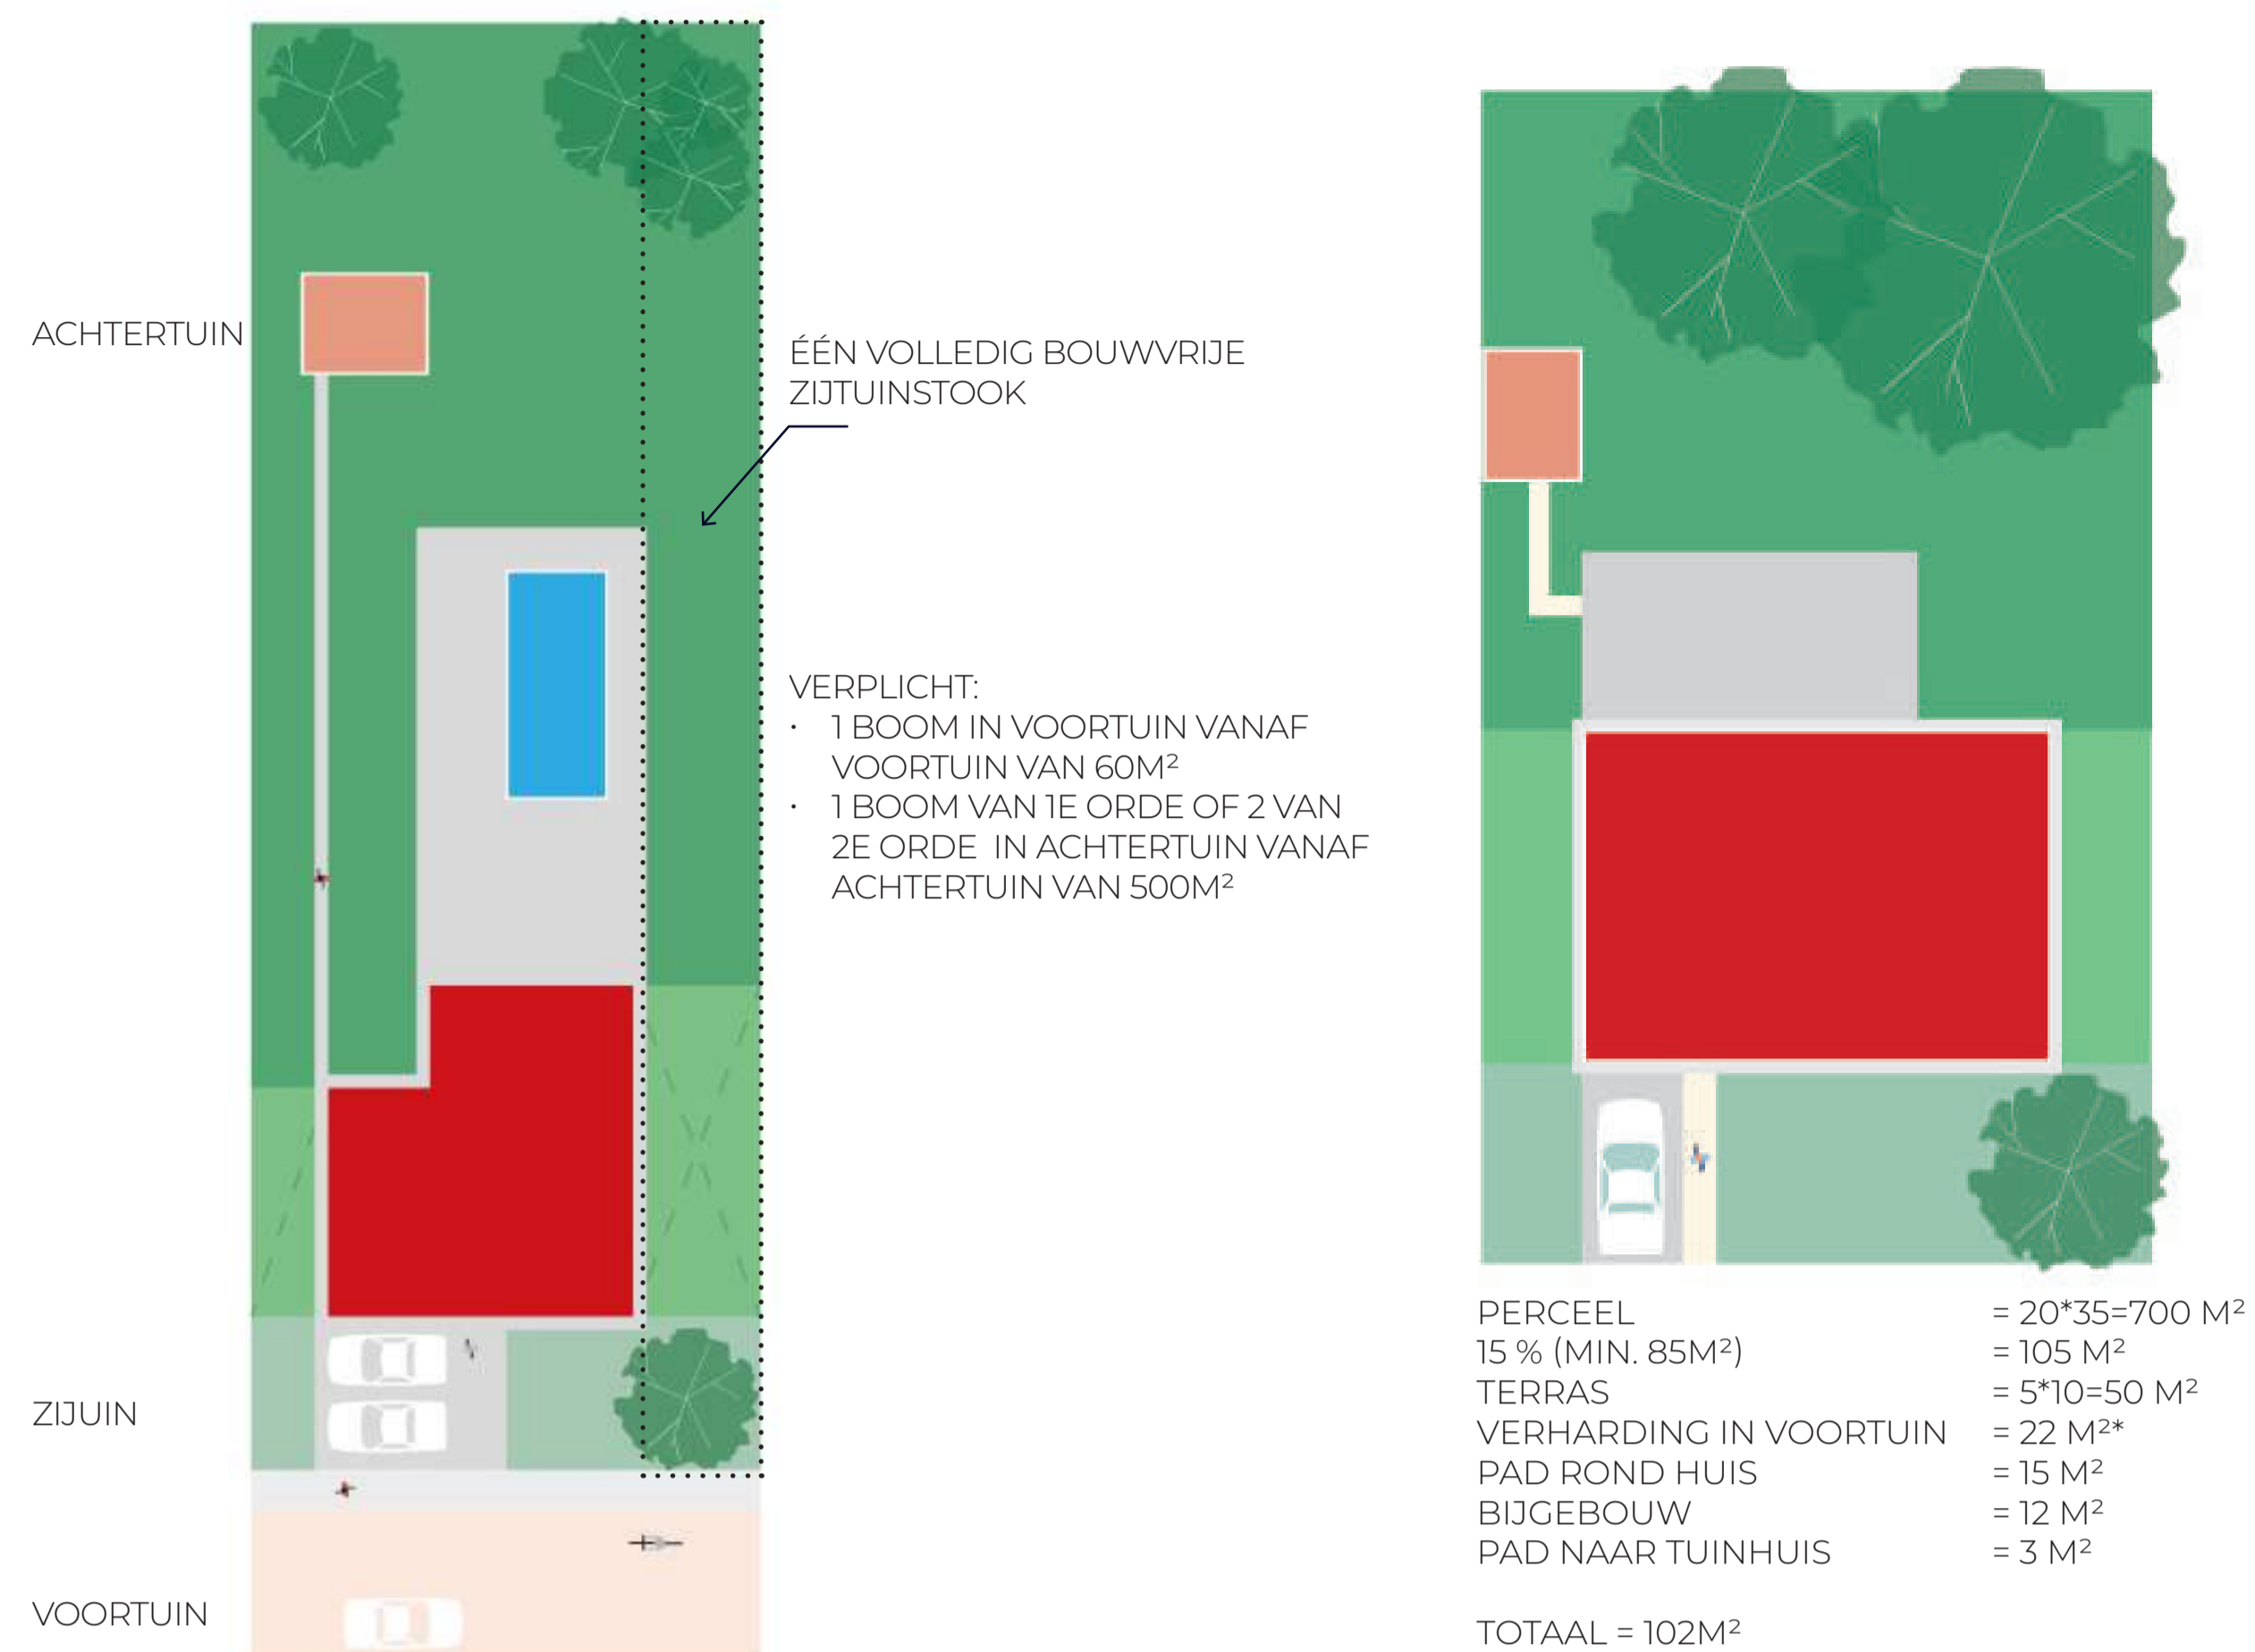 ACHTERTUIN
ÉÉN VOLLEDIG BOUWVRIJE
ZIJTUINSTOOK
VERPLICHT:
• 1 BOOM IN VOORTUIN VANAF
VOORTUIN VAN 60M²
• 1 BOOM VAN 1E ORDE OF 2 VAN
2E ORDE IN ACHTERTUIN VANAF
ACHTERTUIN VAN 500M²
ZIJUIN
VOORTUIN
PERCEEL = 20*35=700 M²
15 % (MIN. 85M²) = 105 M²
TERRAS = 5*10=50 M²
VERHARDING IN VOORTUIN = 22 M²*
PAD ROND HUIS = 15 M²
BIJGEBOUW = 12 M²
PAD NAAR TUINHUIS = 3 M²
TOTAAL = 102M²